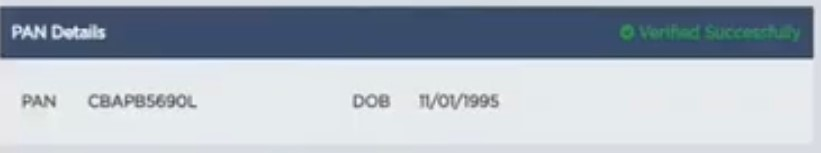 PAN Details Verified Successfully
PAN CBAPB5690L DOB 11/01/1995